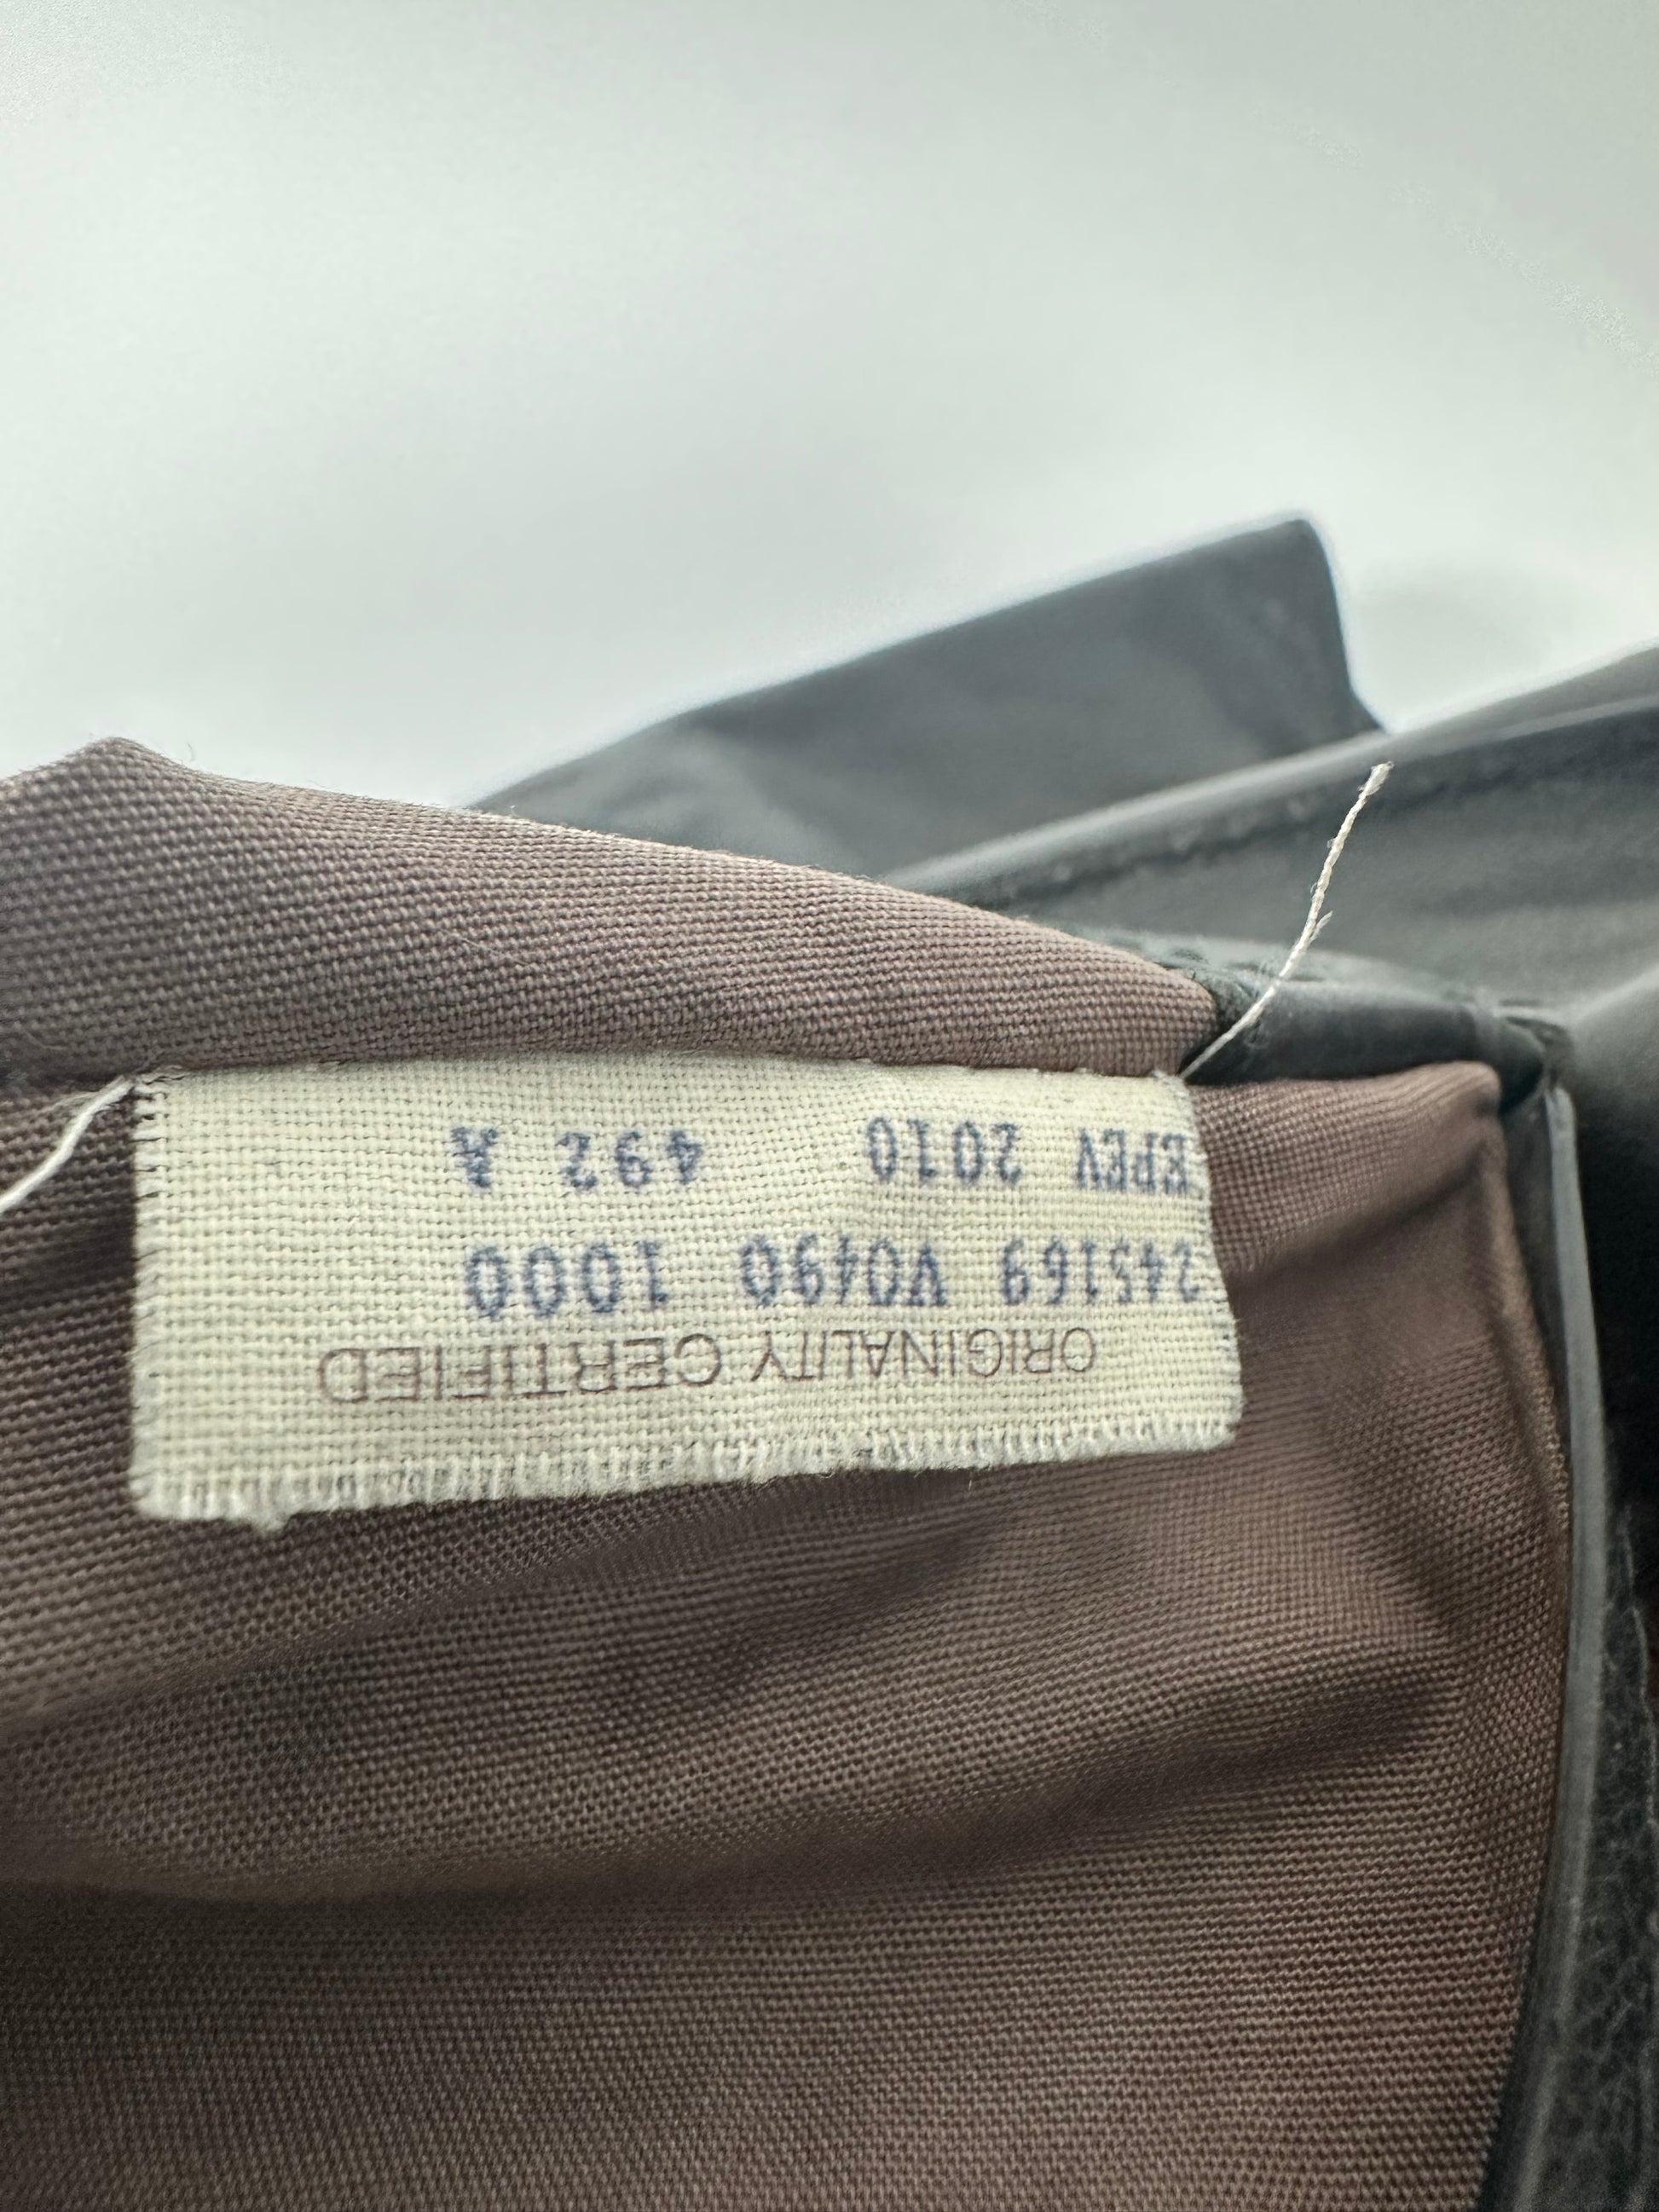 ORIGINALITY CERTIFIED
245169 V0490 1000
EPEV 2010 492 A